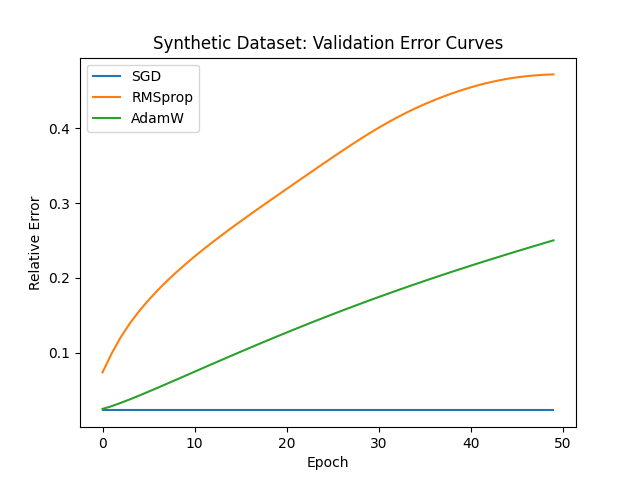 Synthetic Dataset: Validation Error Curves
SGD
RMSprop
AdamW
Relative Error
0.4
0.3
0.2
0.1
0 10 20 30 40 50
Epoch